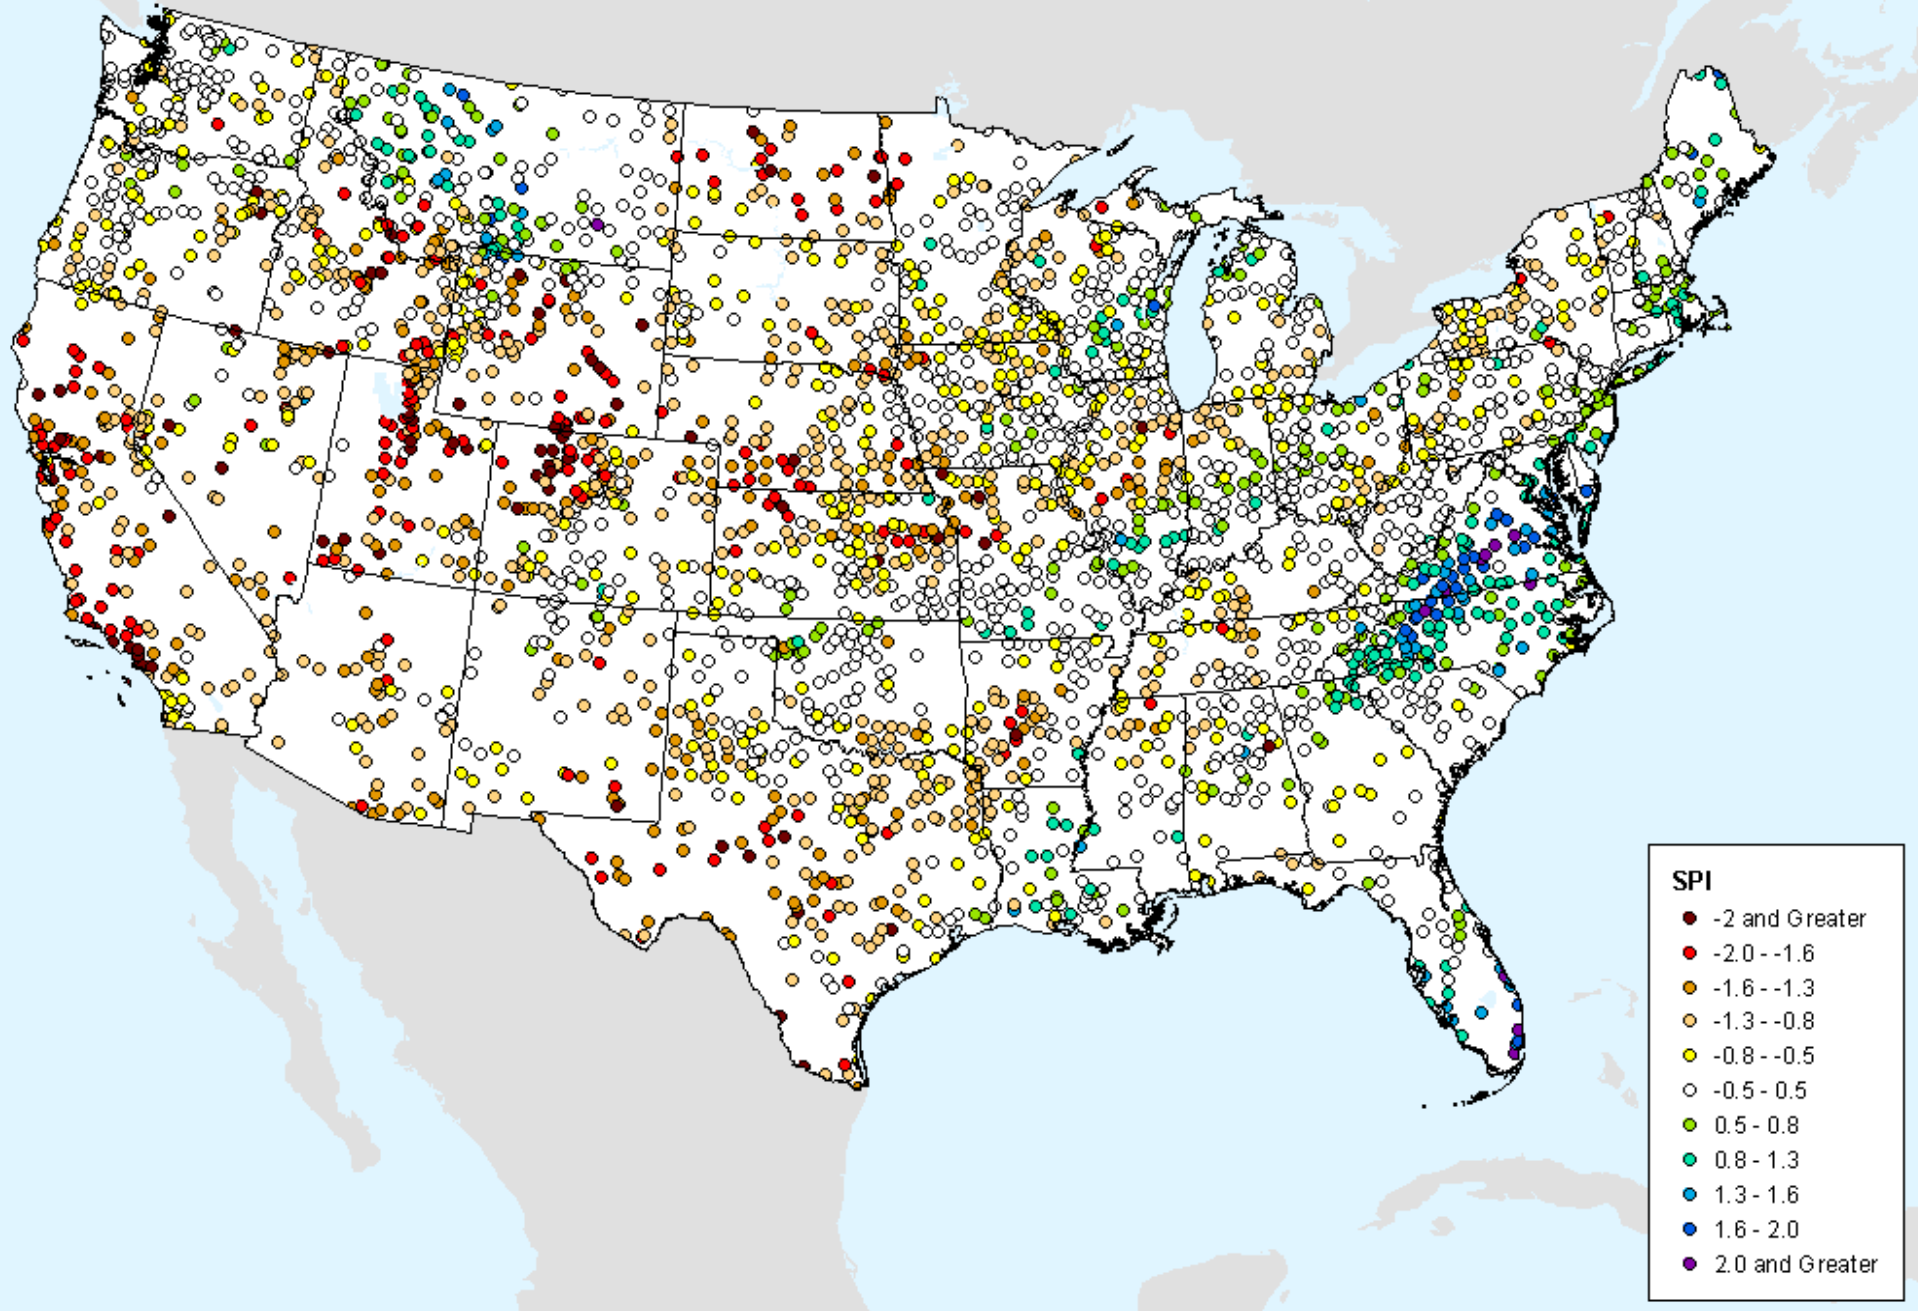 SPI
-2 and Greater
-2.0 - -1.6
-1.6 - -1.3
-1.3 - -0.8
-0.8 - -0.5
-0.5 - 0.5
0.5 - 0.8
0.8 - 1.3
1.3 - 1.6
1.6 - 2.0
2.0 and Greater